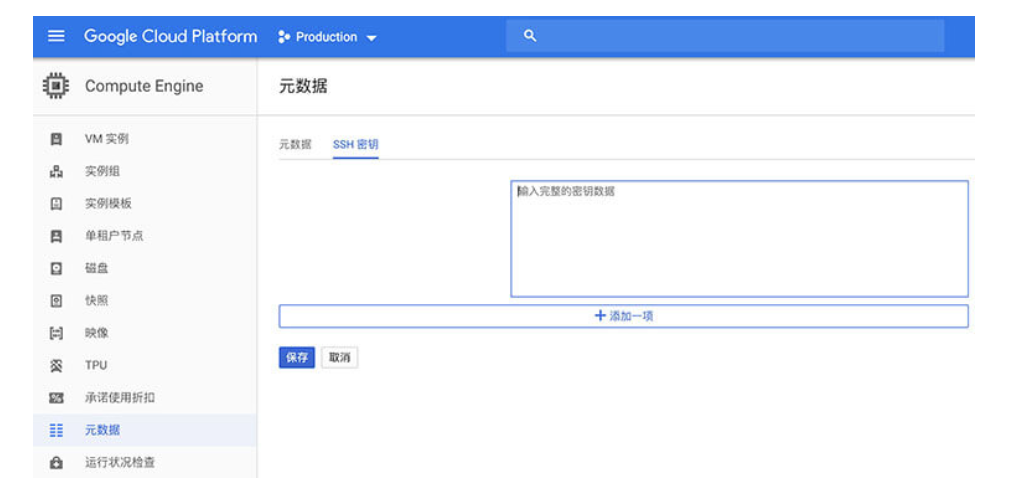 Google Cloud Platform Production
Compute Engine
元数据
VM 实例
实例组
实例模板
单租户节点
磁盘
快照
映像
TPU
承诺使用折扣
元数据
运行状况检查
元数据 SSH 密钥
输入完整的密钥数据
+ 添加一项
保存 取消